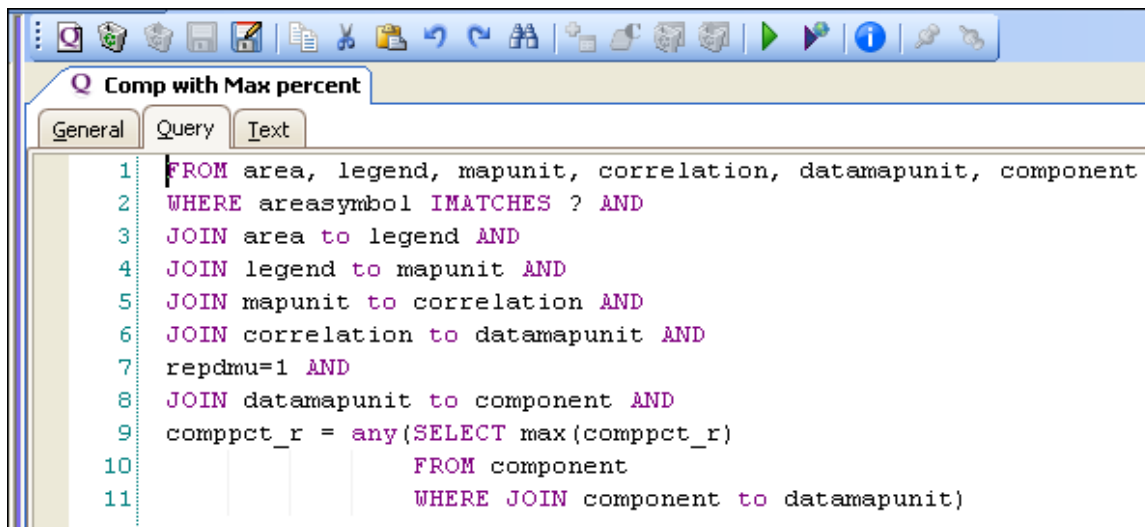 Q
Q Comp with Max percent
General Query Text
1 FROM area, legend, mapunit, correlation, datamapunit, component
2 WHERE areasymbol IMATCHES ? AND
3 JOIN area to legend AND
4 JOIN legend to mapunit AND
5 JOIN mapunit to correlation AND
6 JOIN correlation to datamapunit AND
7 repdmu=1 AND
8 JOIN datamapunit to component AND
9 comppct_r = any(SELECT max(comppct_r)
10 FROM component
11 WHERE JOIN component to datamapunit)